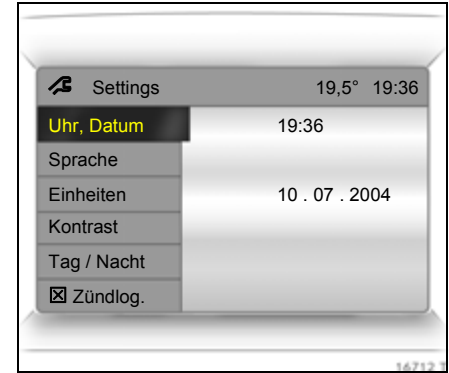 Settings 19,5° 19:36
Uhr, Datum 19:36
Sprache
Einheiten 10 . 07 . 2004
Kontrast
Tag / Nacht
☒ Zündlog.
16712 T